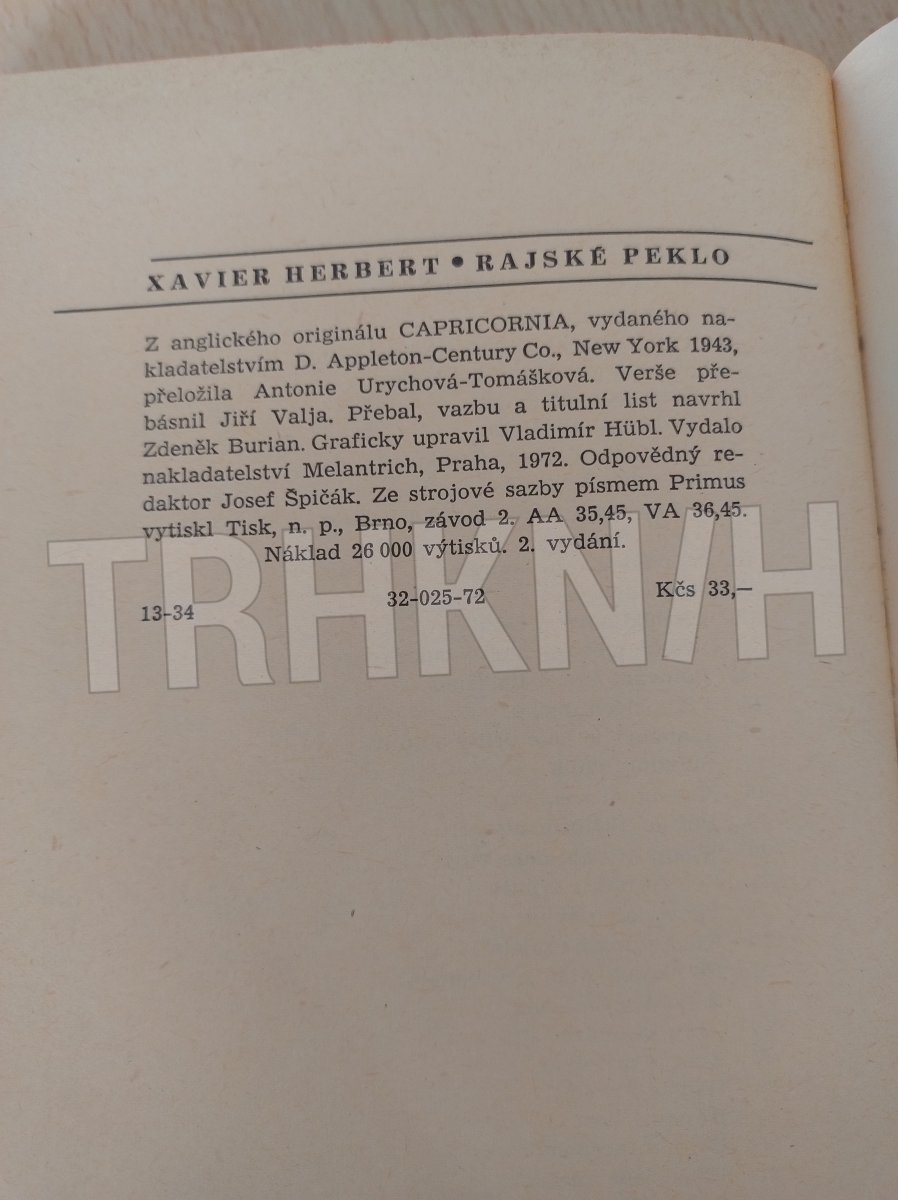 XAVIER HERBERT • RAJSKÉ PEKLO
Z anglického originálu CAPRICORNIA, vydaného na-
kladatelstvím D. Appleton-Century Co., New York 1943,
přeložila Antonie Urychová-Tomášková. Verše pře-
básnil Jiří Valja. Přebal, vazbu a titulní list navrhl
Zdeněk Burian. Graficky upravil Vladimír Hübl. Vydalo
nakladatelství Melantrich, Praha, 1972. Odpovědný re-
daktor Josef Špičák. Ze strojové sazby písmem Primus
vytiskl Tisk, n. p., Brno, závod 2. AA 35,45, VA 36,45.
Náklad 26 000 výtisků. 2. vydání.
13-34 32-025-72 Kčs 33,—
TRHKN/H